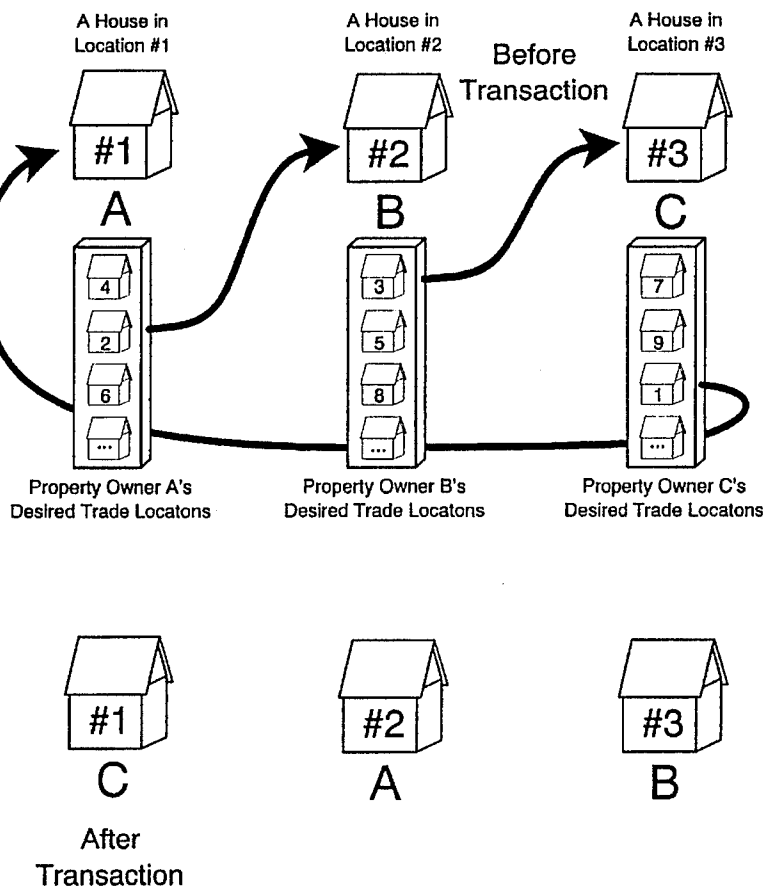 A House in
Location #1
A House in
Location #2
Before
Transaction
A House in
Location #3
#1
#2
#3
A
B
C
4
3
7
2
5
9
6
8
1
...
...
...
Property Owner A's
Desired Trade Locatons
Property Owner B's
Desired Trade Locatons
Property Owner C's
Desired Trade Locatons
#1
#2
#3
C
A
B
After
Transaction